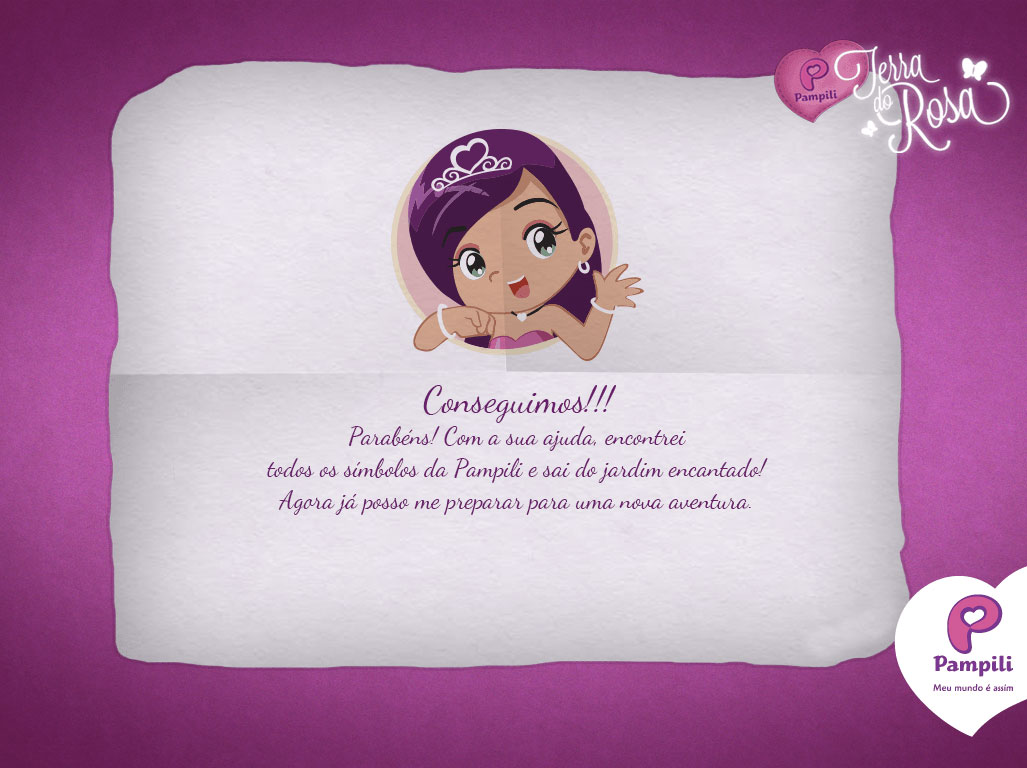 Pampili
Terra
do
Rosa
Conseguimos!!!
Parabéns! Com a sua ajuda, encontrei
todos os símbolos da Pampili e sai do jardim encantado!
Agora já posso me preparar para uma nova aventura.
Pampili
Meu mundo é assim